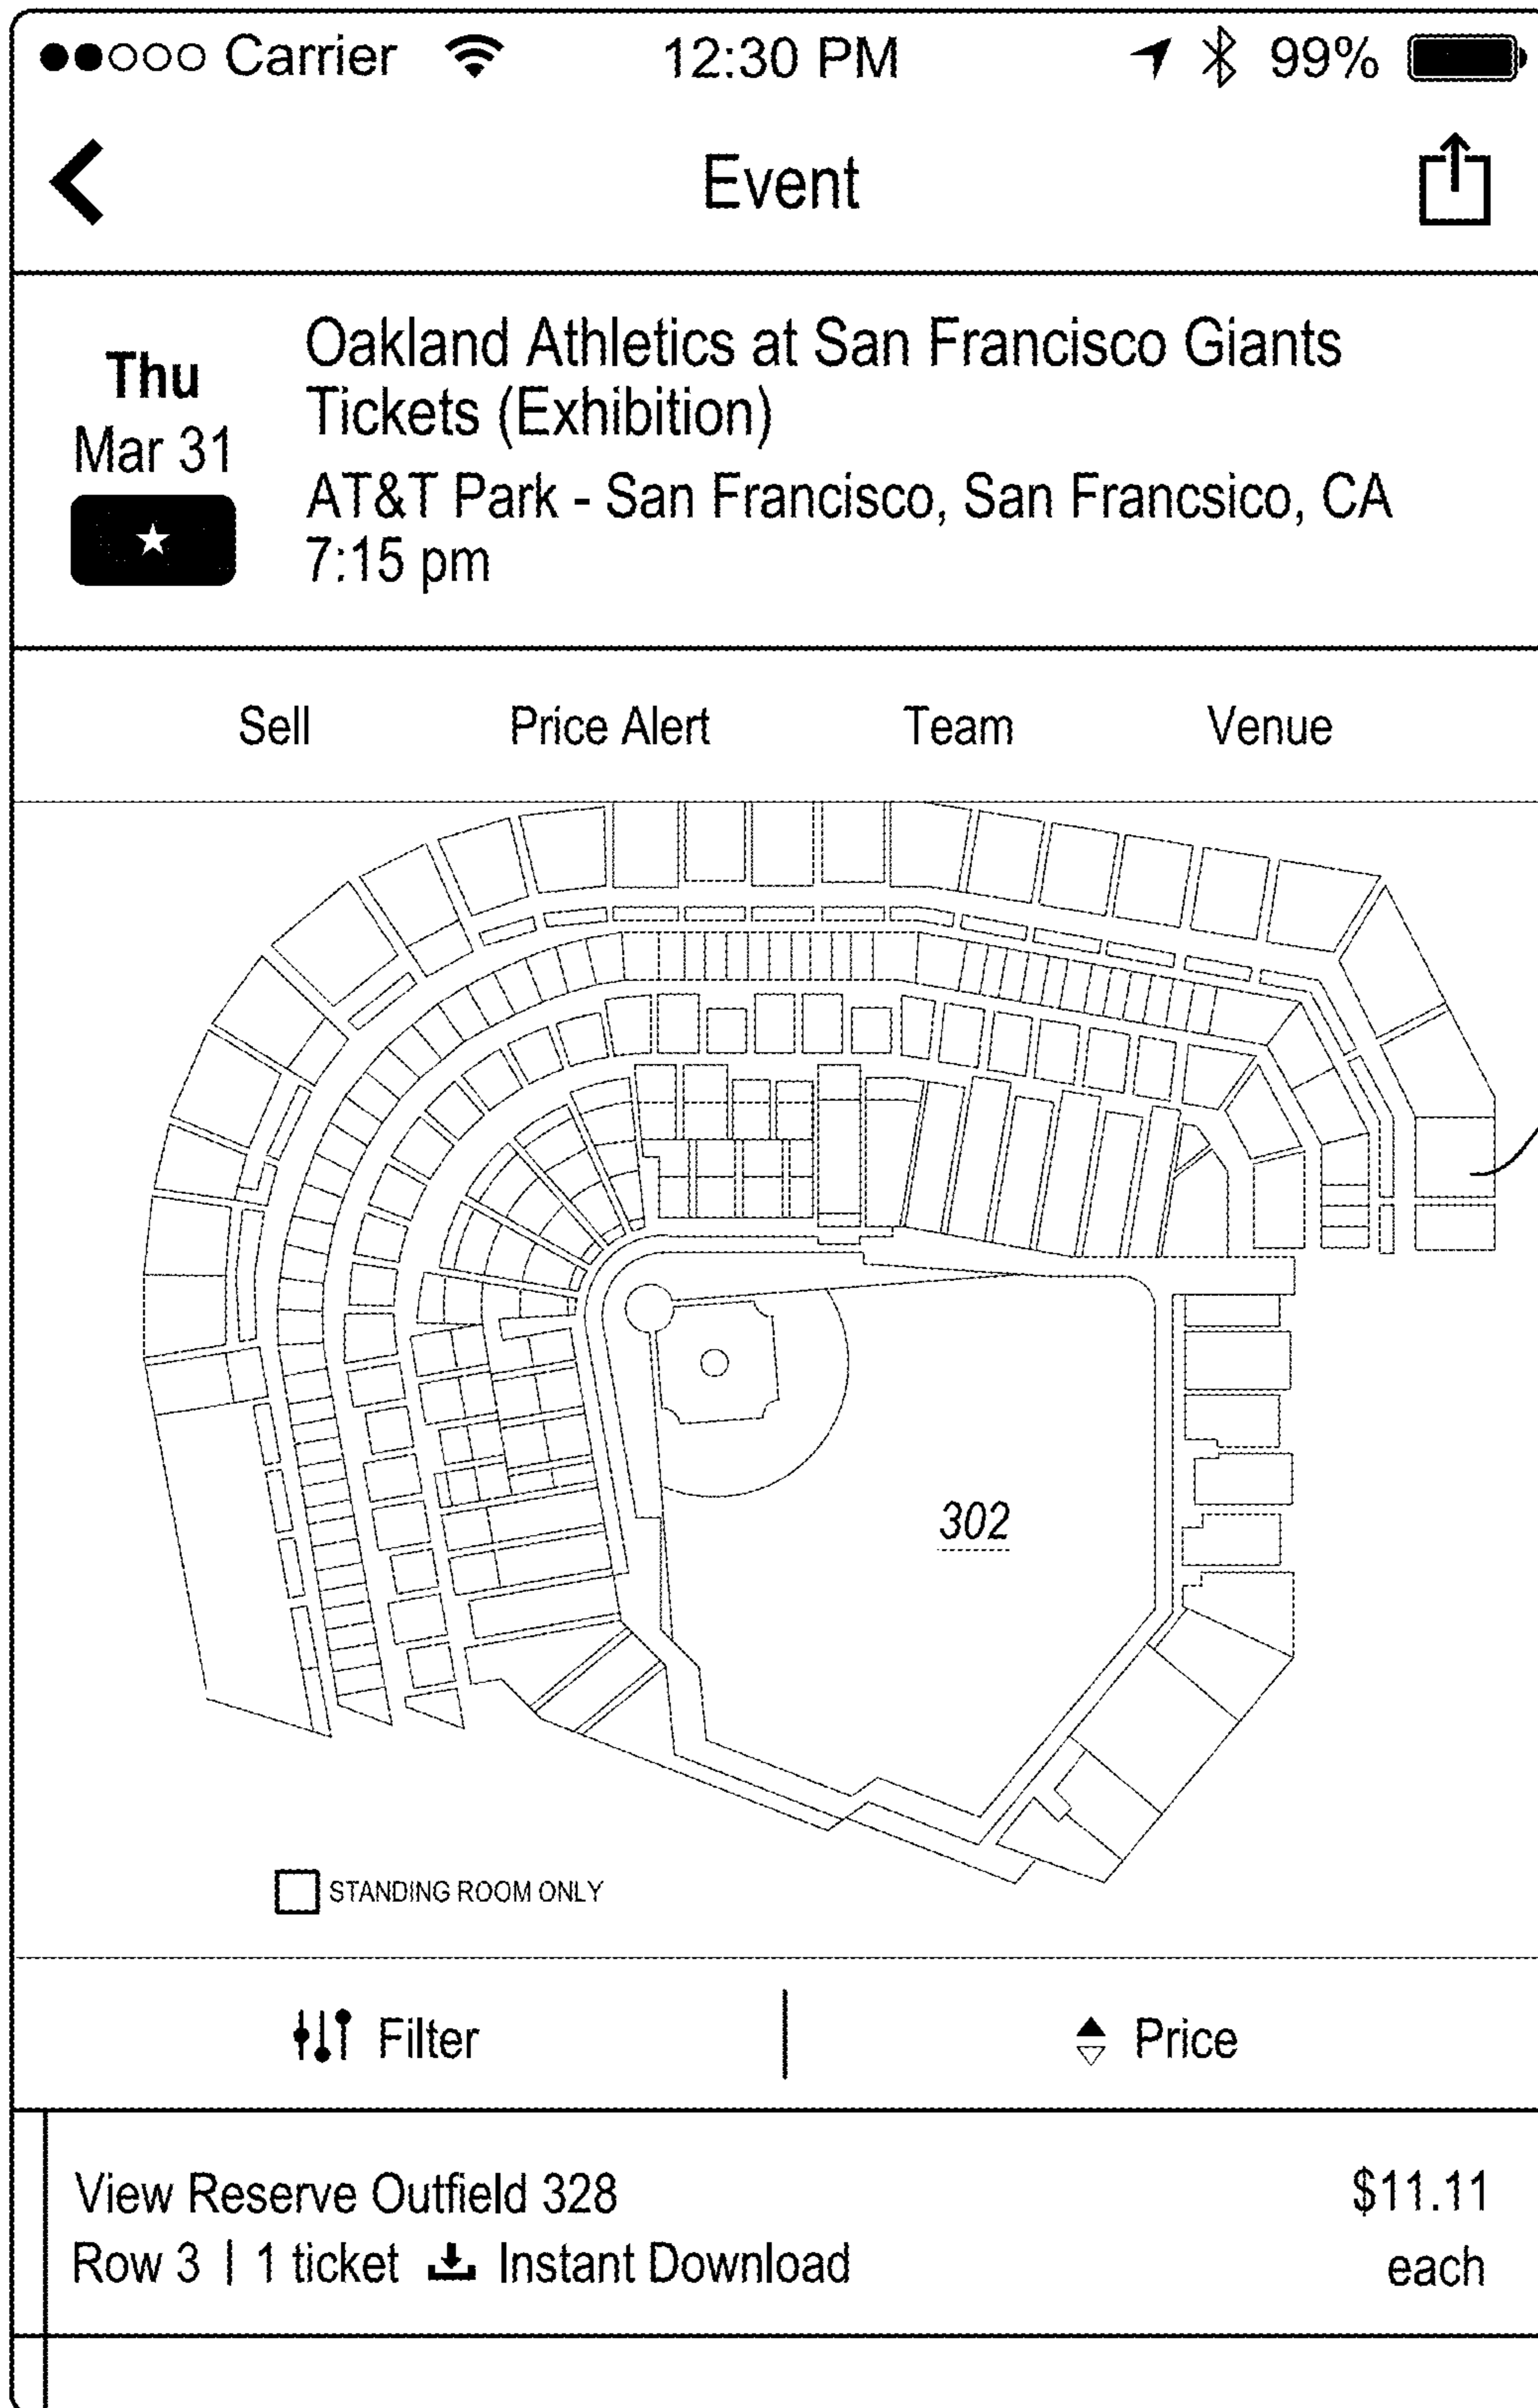 Carrier 12:30 PM 99%
Event
Thu
Mar 31
Oakland Athletics at San Francisco Giants
Tickets (Exhibition)
AT&T Park - San Francisco, San Francsico, CA
7:15 pm
Sell Price Alert Team Venue
302
STANDING ROOM ONLY
Filter Price
View Reserve Outfield 328 $11.11
Row 3 | 1 ticket Instant Download each